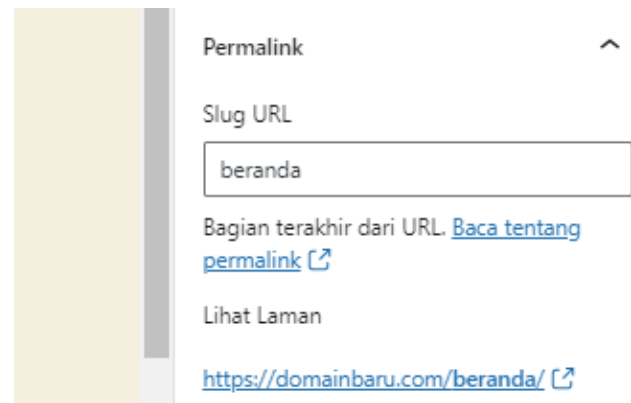 Permalink
Slug URL
beranda
Bagian terakhir dari URL. Baca tentang
permalink
Lihat Laman
https://domainbaru.com/beranda/